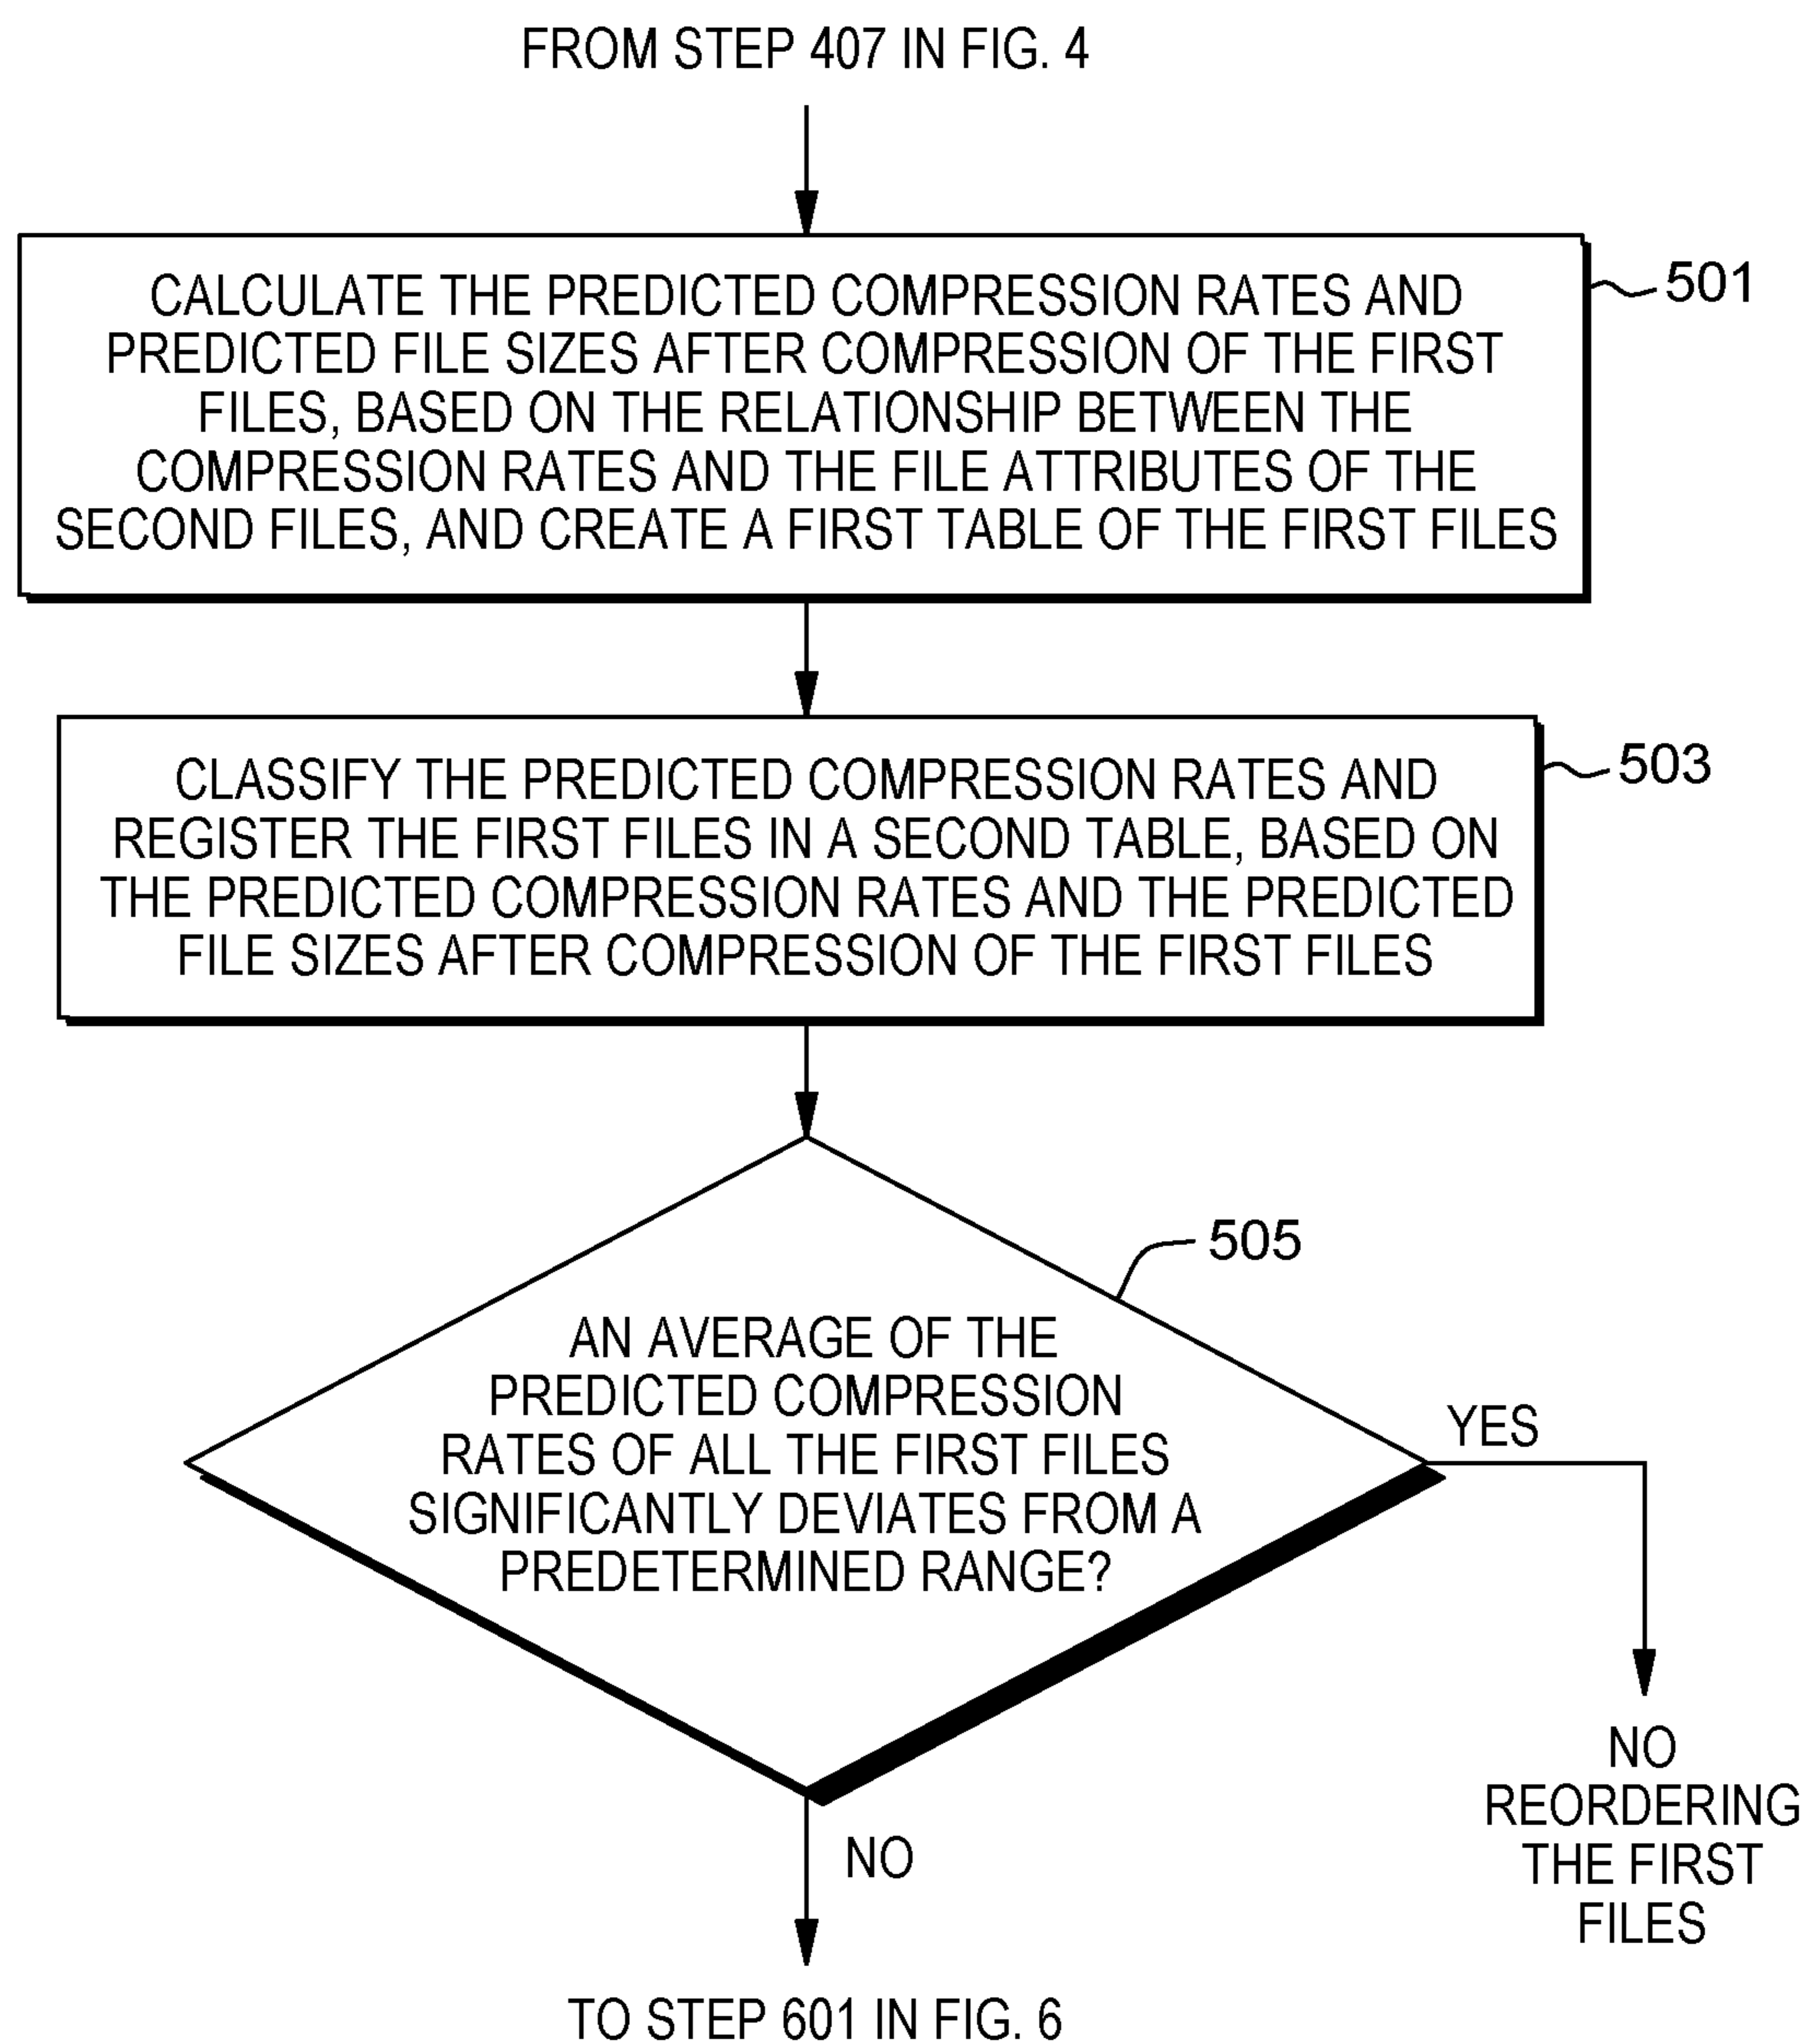 FROM STEP 407 IN FIG. 4
CALCULATE THE PREDICTED COMPRESSION RATES AND
PREDICTED FILE SIZES AFTER COMPRESSION OF THE FIRST
FILES, BASED ON THE RELATIONSHIP BETWEEN THE
COMPRESSION RATES AND THE FILE ATTRIBUTES OF THE
SECOND FILES, AND CREATE A FIRST TABLE OF THE FIRST FILES
501
CLASSIFY THE PREDICTED COMPRESSION RATES AND
REGISTER THE FIRST FILES IN A SECOND TABLE, BASED ON
THE PREDICTED COMPRESSION RATES AND THE PREDICTED
FILE SIZES AFTER COMPRESSION OF THE FIRST FILES
503
505
AN AVERAGE OF THE
PREDICTED COMPRESSION
RATES OF ALL THE FIRST FILES
SIGNIFICANTLY DEVIATES FROM A
PREDETERMINED RANGE?
YES
NO
REORDERING
THE FIRST
FILES
NO
TO STEP 601 IN FIG. 6